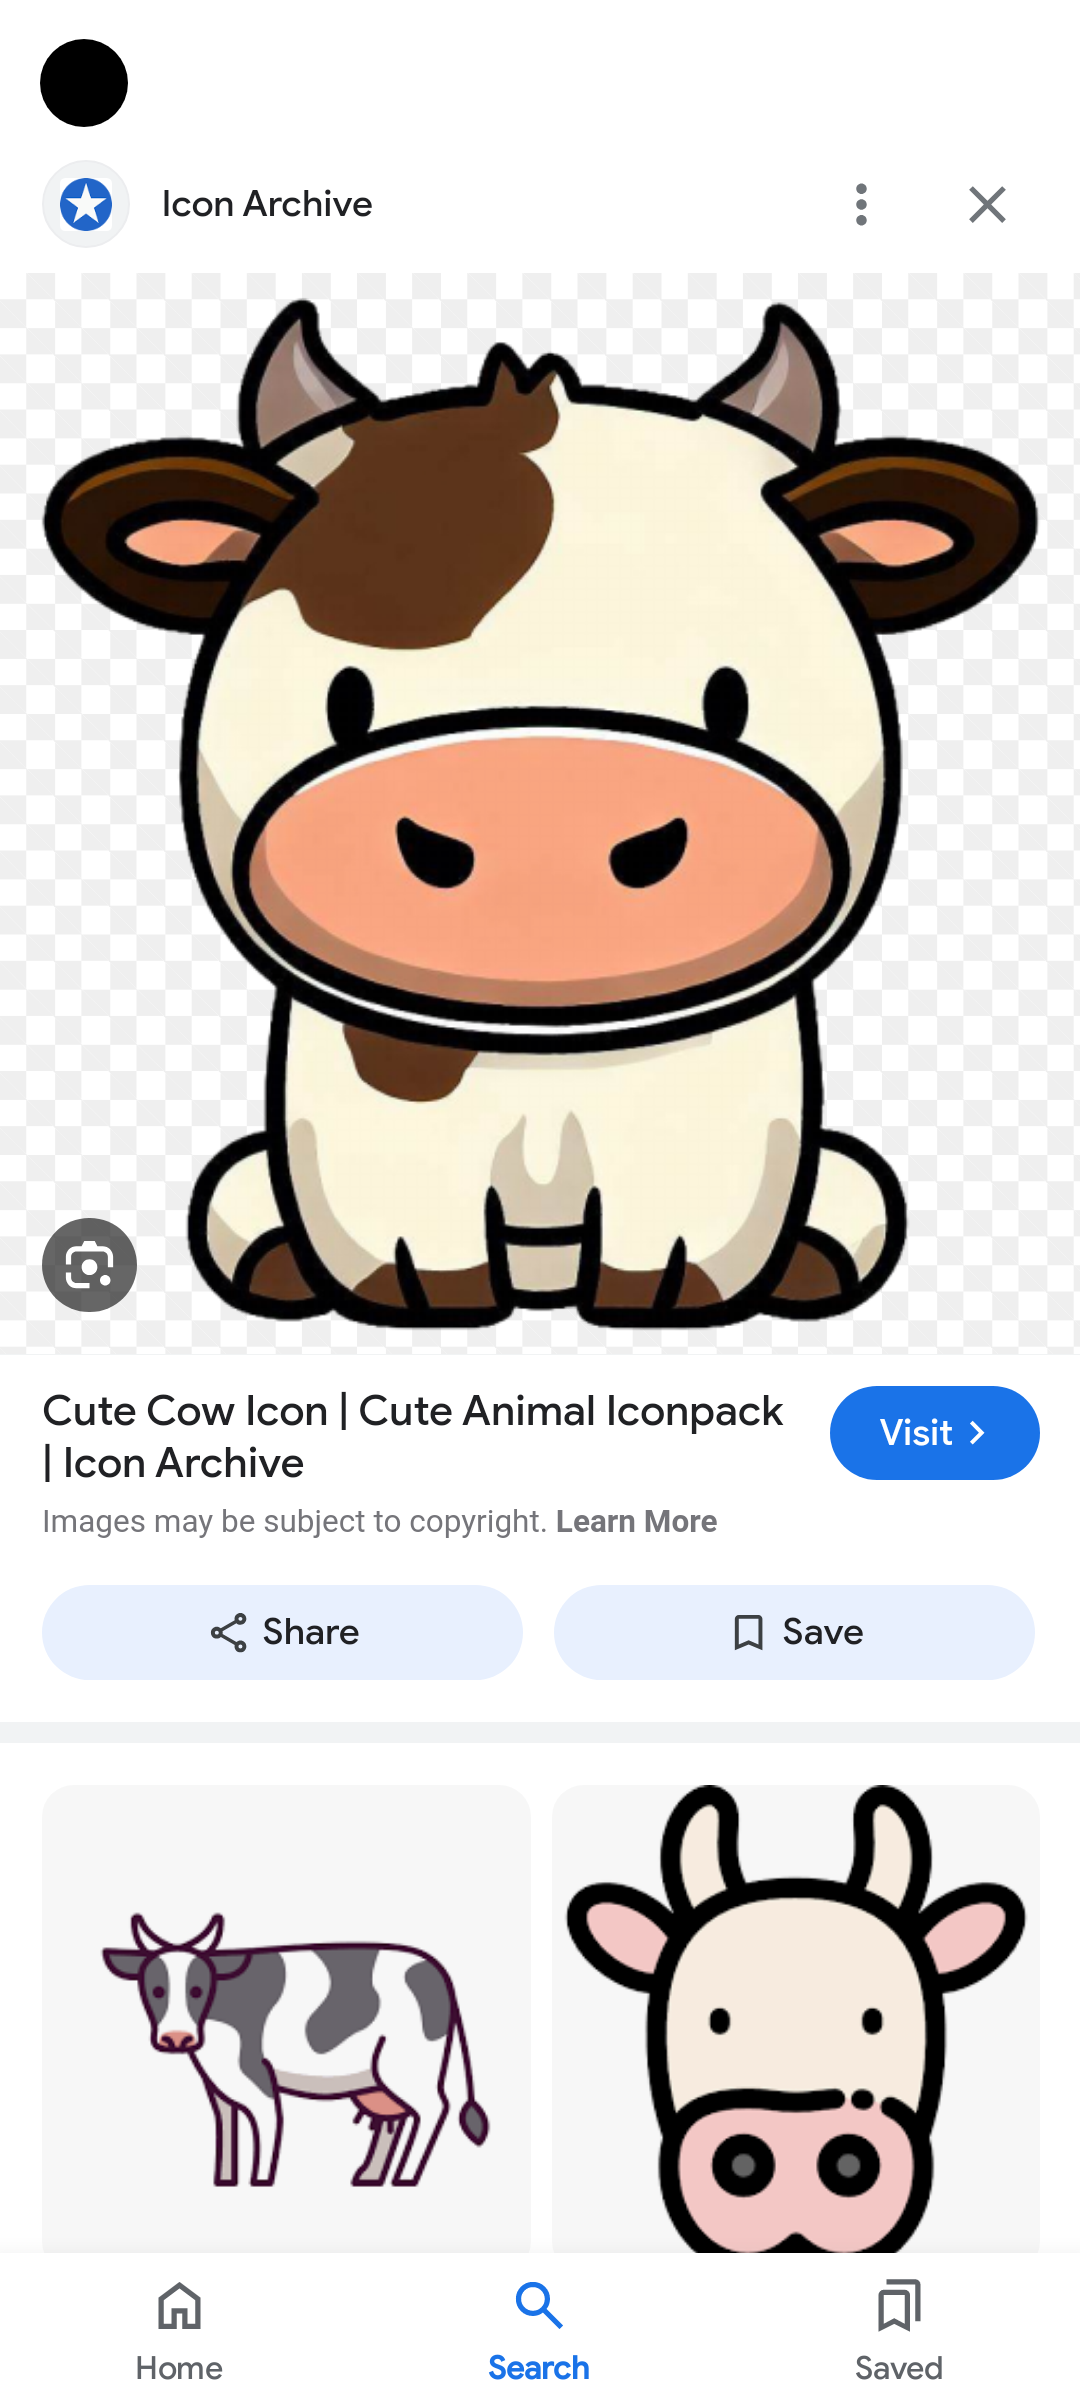 Icon Archive
Cute Cow Icon | Cute Animal Iconpack
| Icon Archive
Visit
Images may be subject to copyright. Learn More
Share
Save
Home
Search
Saved